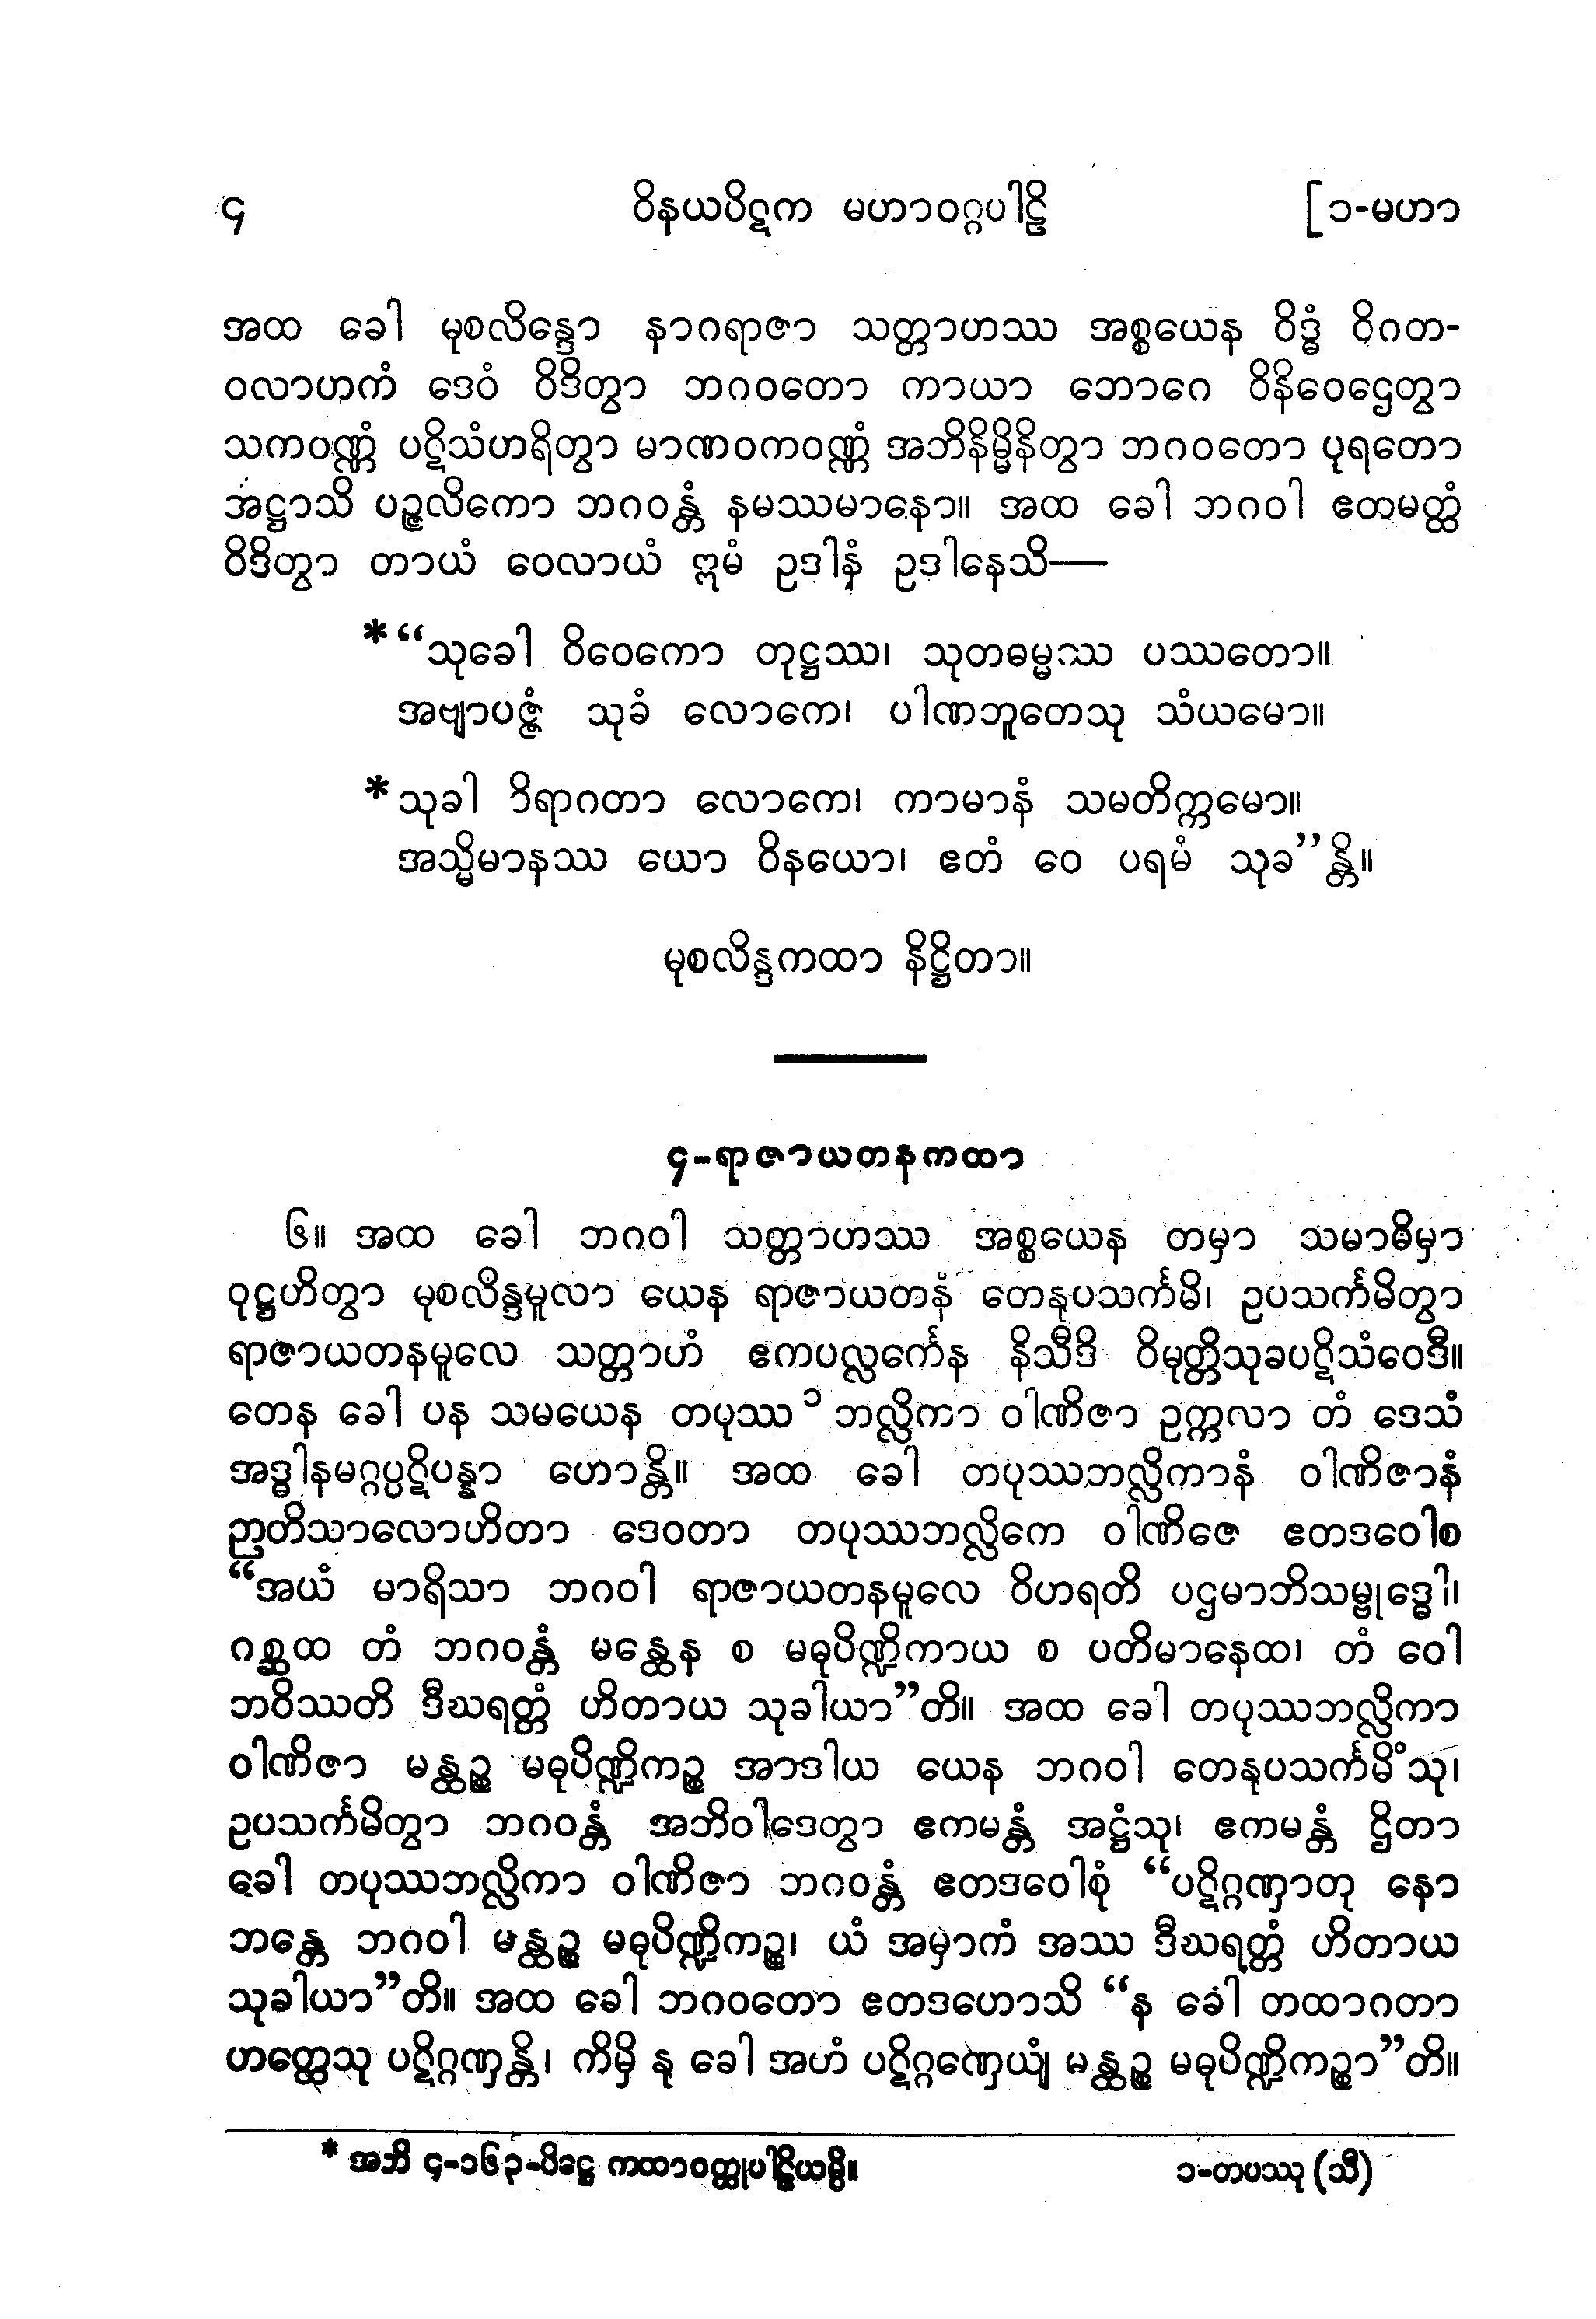 ၄ ဝိနယပိဋက မဟာဝဂ္ဂပါဠိ [၁-မဟာ
အထ ခေါ မုစလိန္ဒော နာဂရာဇာ သတ္တာဟဿ အစ္စယေန ဝိဒ္ဓံ ဝိဂတ-
ဝလာဟကံ ဒေဝံ ဝိဒိတွာ ဘဂဝတော ကာယာ ဘောဂေ ဝိနိဝေဌေတွာ
သကဝဏ္ဏံ ပဋိသံဟရိတွာ မာဏဝကဝဏ္ဏံ အဘိနိမ္မိနိတွာ ဘဂဝတော ပုရတော
အဋ္ဌာသိ ပဉ္ဇလိကော ဘဂဝန္တံ နမဿမာနော။ အထ ခေါ ဘဂဝါ ဧတမတ္ထံ
ဝိဒိတွာ တာယံ ဝေလာယံ ဣမံ ဥဒါနံ ဥဒါနေသိ—
*“သုခေါ ဝိဝေကော တုဋ္ဌဿ၊ သုတဓမ္မဿ ပဿတော။
အဗျာပဇ္ဇံ သုခံ လောကေ၊ ပါဏဘူတေသု သံယမော။
*သုခါ ဝိရာဂတာ လောကေ၊ ကာမာနံ သမတိက္ကမော။
အသ္မိမာနဿ ယော ဝိနယော၊ ဧတံ ဝေ ပရမံ သုခ”န္တိ။
မုစလိန္ဒကထာ နိဋ္ဌိတာ။
၄-ရာဇာယတနကထာ
၆။ အထ ခေါ ဘဂဝါ သတ္တာဟဿ အစ္စယေန တမှာ သမာဓိမှာ
ဝုဋ္ဌဟိတွာ မုစလိန္ဒမူလာ ယေန ရာဇာယတနံ တေနုပသင်္ကမိ၊ ဥပသင်္ကမိတွာ
ရာဇာယတနမူလေ သတ္တာဟံ ဧကပလ္လင်္ကေန နိသီဒိ ဝိမုတ္တိသုခပဋိသံဝေဒီ။
တေန ခေါ ပန သမယေန တပုဿ ၁ ဘလ္လိကာ ဝါဏိဇာ ဥက္ကလာ တံ ဒေသံ
အဒ္ဓါနမဂ္ဂပ္ပဋိပန္နာ ဟောန္တိ။ အထ ခေါ တပုဿဘလ္လိကာနံ ဝါဏိဇာနံ
ဉာတိသာလောဟိတာ ဒေဝတာ တပုဿဘလ္လိကေ ဝါဏိဇေ ဧတဒဝေါစ
“အယံ မာရိသာ ဘဂဝါ ရာဇာယတနမူလေ ဝိဟရတိ ပဌမာဘိသမ္ဗုဒ္ဓေါ၊
ဂစ္ဆထ တံ ဘဂဝန္တံ မန္ထေန စ မဓုပိဏ္ဍိကာယ စ ပတိမာနေထ၊ တံ ဝေါ
ဘဝိဿတိ ဒီဃရတ္တံ ဟိတာယ သုခါယာ”တိ။ အထ ခေါ တပုဿဘလ္လိကာ
ဝါဏိဇာ မန္ထဉ္စ မဓုပိဏ္ဍိကဉ္စ အာဒါယ ယေန ဘဂဝါ တေနုပသင်္ကမိံသု၊
ဥပသင်္ကမိတွာ ဘဂဝန္တံ အဘိဝါဒေတွာ ဧကမန္တံ အဋ္ဌံသု၊ ဧကမန္တံ ဌိတာ
ခေါ တပုဿဘလ္လိကာ ဝါဏိဇာ ဘဂဝန္တံ ဧတဒဝေါစုံ “ပဋိဂ္ဂဏှာတု နော
ဘန္တေ ဘဂဝါ မန္ထဉ္စ မဓုပိဏ္ဍိကဉ္စ၊ ယံ အမှာကံ အဿ ဒီဃရတ္တံ ဟိတာယ
သုခါယာ”တိ။ အထ ခေါ ဘဂဝတော ဧတဒဟောသိ “န ခေါ တထာဂတာ
ဟတ္ထေသု ပဋိဂ္ဂဏှန္တိ၊ ကိမှိ နု ခေါ အဟံ ပဋိဂ္ဂဏှေယျံ မန္ထဉ္စ မဓုပိဏ္ဍိကဉ္စာ”တိ။
* အဘိ ၄-၁၆၃-ပိဋ္ဌေ ကထာဝတ္ထုပါဠိယမ္ပိ။ ၁-တပဿု (သီ)